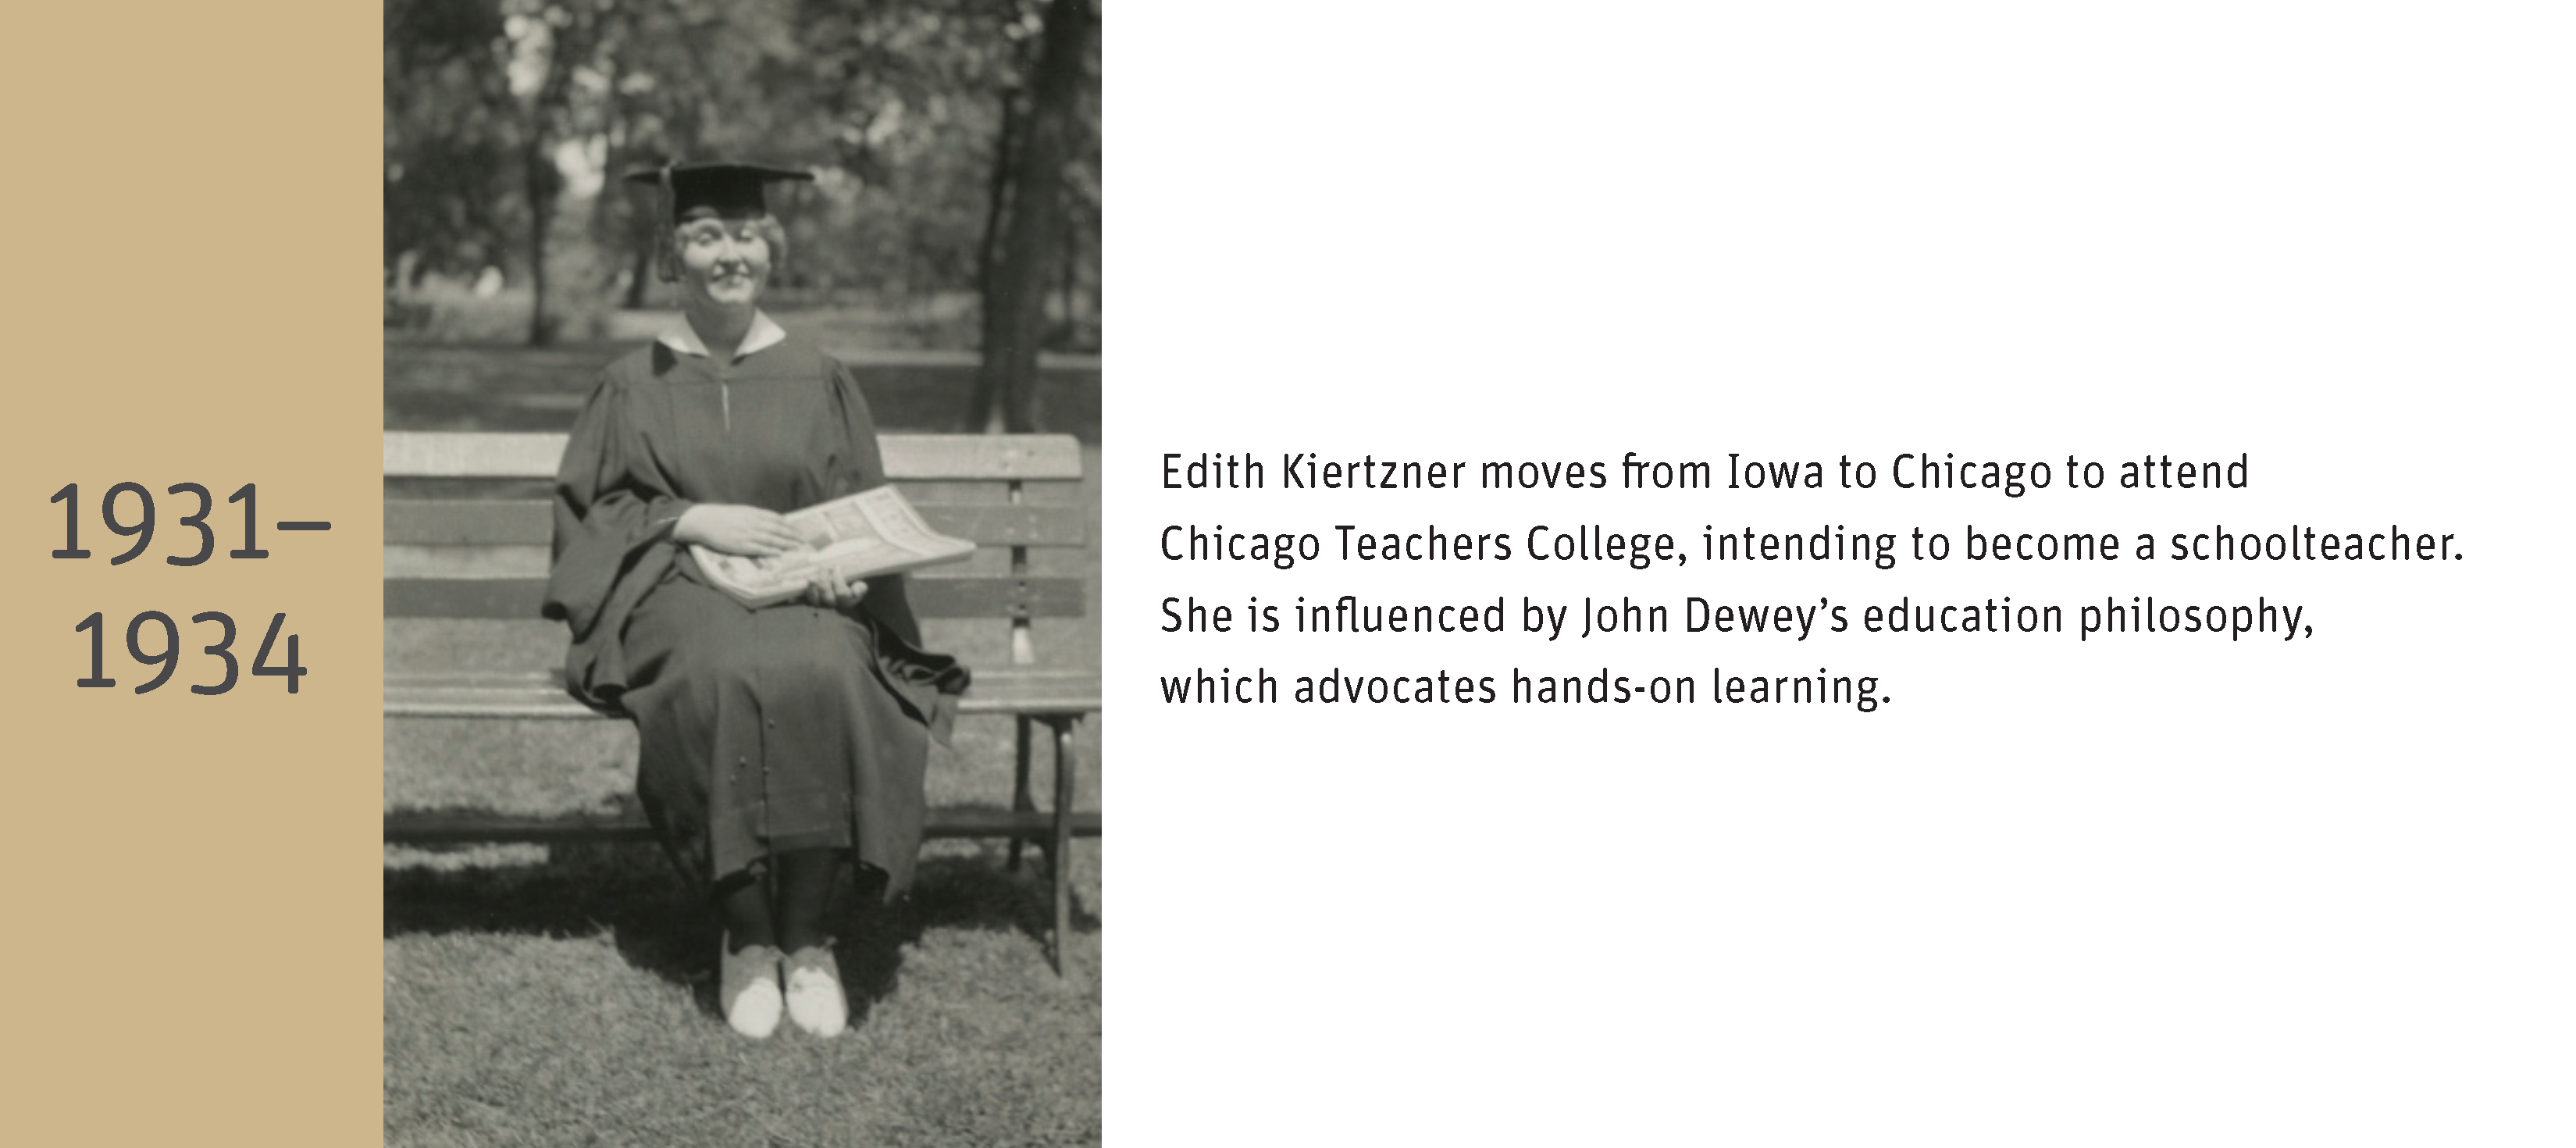 1931–
1934
Edith Kiertzner moves from Iowa to Chicago to attend
Chicago Teachers College, intending to become a schoolteacher.
She is influenced by John Dewey’s education philosophy,
which advocates hands-on learning.